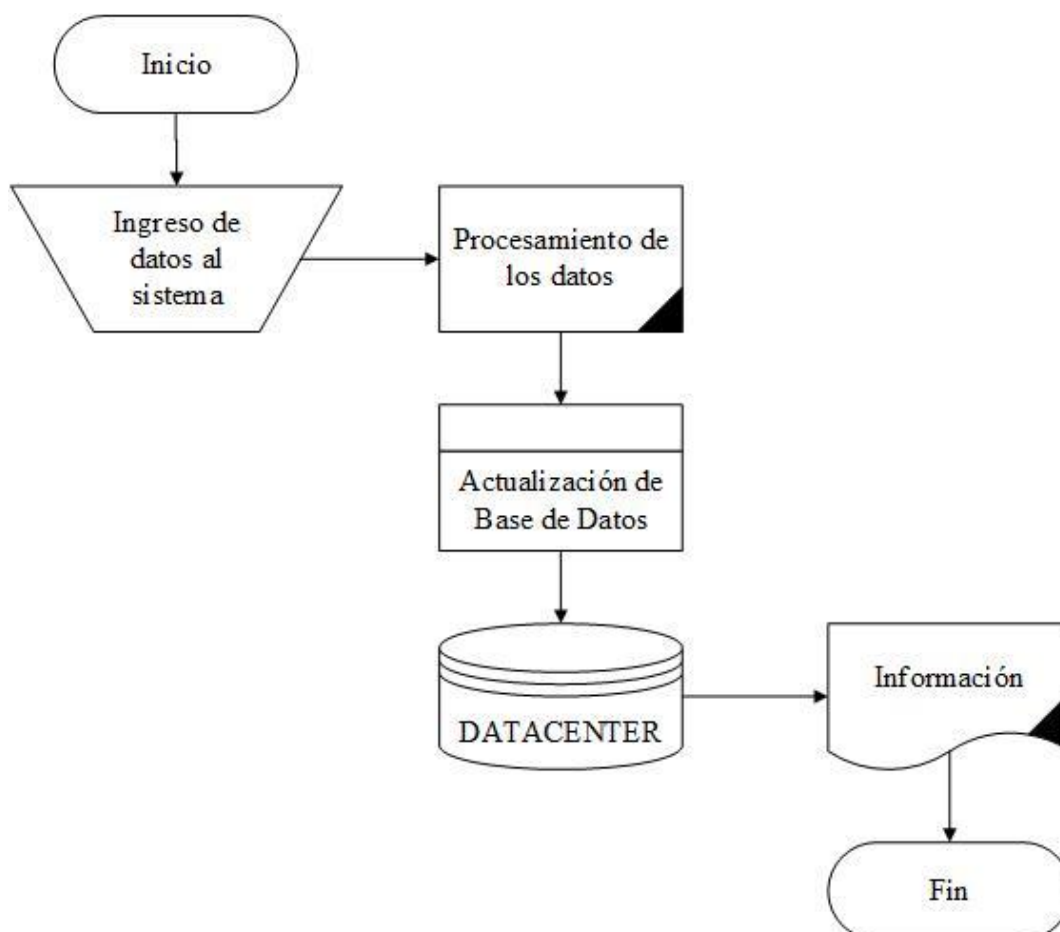 Inicio
Ingreso de
datos al
sistema
Procesamiento de
los datos
Actualización de
Base de Datos
DATACENTER
Información
Fin